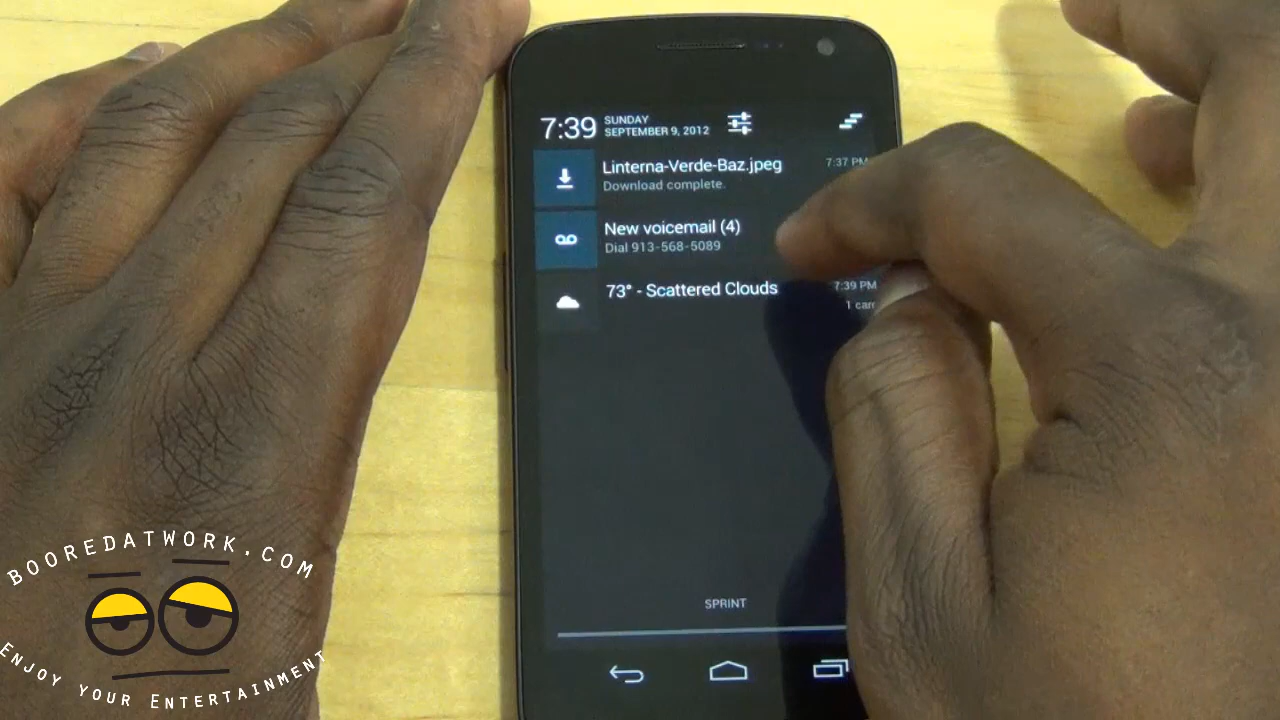 7:39
SUNDAY
SEPTEMBER 9, 2012
Linterna-Verde-Baz.jpeg
7:37 PM
Download complete.
New voicemail (4)
Dial 913-568-5089
73° - Scattered Clouds
7:39 PM
1
SPRINT
BOOREDATWORK.COM
ENJOY YOUR ENTERTAINMENT